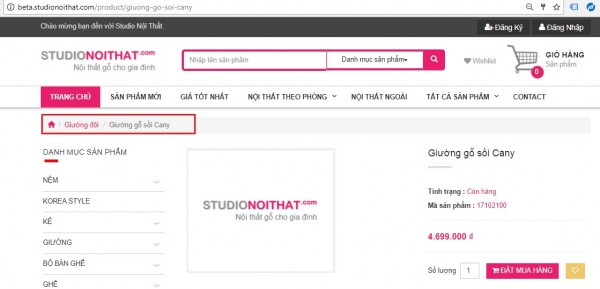 beta.studionoithat.com/product/giuong-go-soi-cany
Chào mừng bạn đến với Studio Nội Thất
Đăng Ký
Đăng Nhập
STUDIONOITHAT.com
Nội thất gỗ cho gia đình
Nhập tên sản phẩm
Danh mục sản phẩm
Wishlist
GIỎ HÀNG
Sản phẩm
0
TRANG CHỦ
SẢN PHẨM MỚI
GIÁ TỐT NHẤT
NỘI THẤT THEO PHÒNG
NỘI THẤT NGOÀI
TẤT CẢ SẢN PHẨM
CONTACT
/ Giường đôi / Giường gỗ sồi Cany
DANH MỤC SẢN PHẨM
NỆM
KOREA STYLE
KỆ
GIƯỜNG
BỘ BÀN GHẾ
GHẾ
STUDIONOITHAT.com
Nội thất gỗ cho gia đình
Giường gỗ sồi Cany
Tình trạng : Còn hàng
Mã sản phẩm : 17102100
4.699.000 đ
Số lượng
1
ĐẶT MUA HÀNG